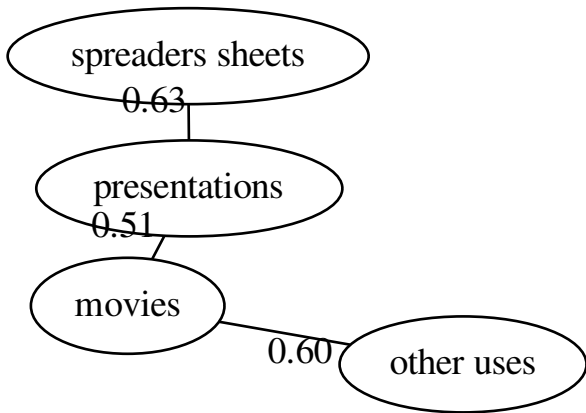 spreaders sheets
0.63
presentations
0.51
movies
0.60
other uses